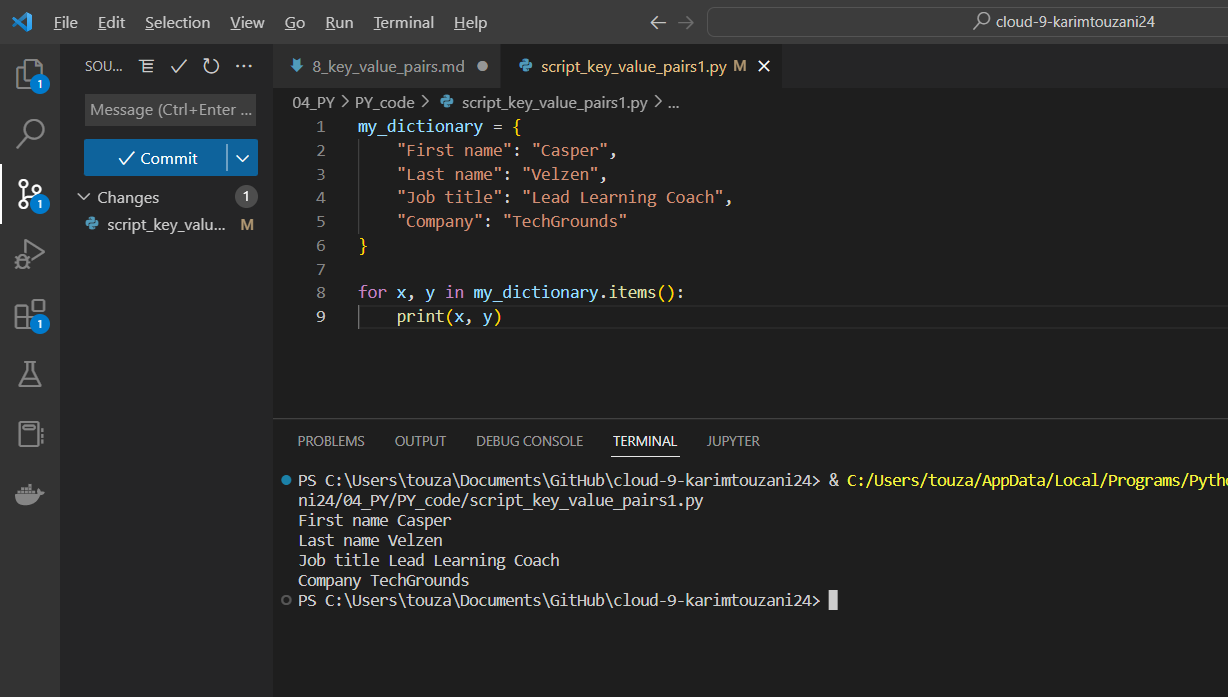 File Edit Selection View Go Run Terminal Help
cloud-9-karimtouzani24
SOU...
8_key_value_pairs.md
script_key_value_pairs1.py M
Message (Ctrl+Enter ...
Commit
Changes 1
script_key_valu... M
1
1
1
04_PY > PY_code > script_key_value_pairs1.py > ...
1 my_dictionary = {
2     "First name": "Casper",
3     "Last name": "Velzen",
4     "Job title": "Lead Learning Coach",
5     "Company": "TechGrounds"
6 }
7
8 for x, y in my_dictionary.items():
9     print(x, y)
PROBLEMS OUTPUT DEBUG CONSOLE TERMINAL JUPYTER
PS C:\Users\touza\Documents\GitHub\cloud-9-karimtouzani24> & C:/Users/touza/AppData/Local/Programs/Pyth
ni24/04_PY/PY_code/script_key_value_pairs1.py
First name Casper
Last name Velzen
Job title Lead Learning Coach
Company TechGrounds
PS C:\Users\touza\Documents\GitHub\cloud-9-karimtouzani24>